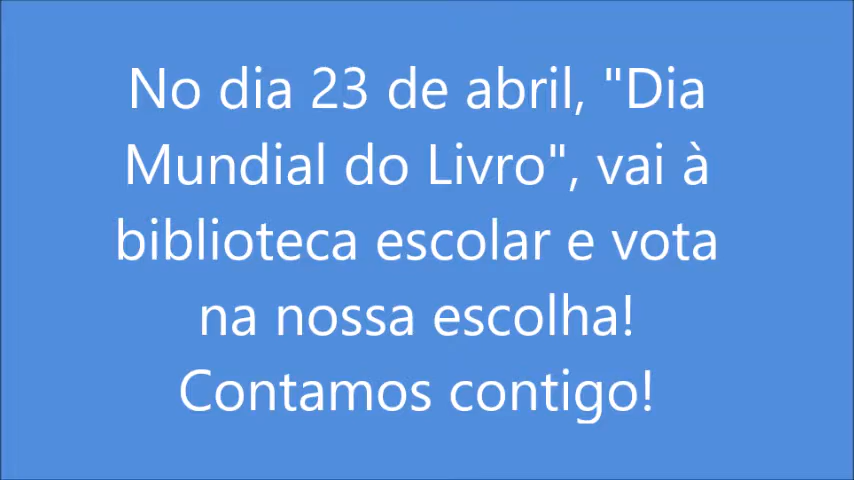 No dia 23 de abril, "Dia
Mundial do Livro", vai à
biblioteca escolar e vota
na nossa escolha!
Contamos contigo!